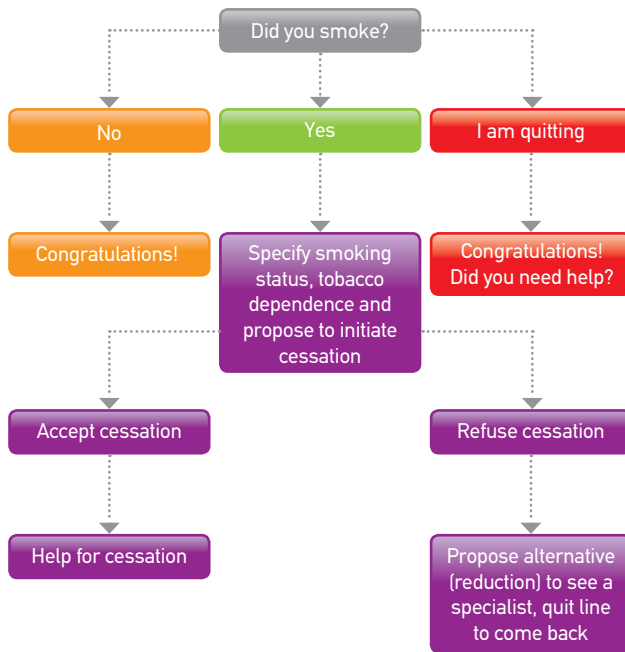 Did you smoke?
No
Yes
I am quitting
Congratulations!
Specify smoking
status, tobacco
dependence and
propose to initiate
cessation
Congratulations!
Did you need help?
Accept cessation
Refuse cessation
Help for cessation
Propose alternative
(reduction) to see a
specialist, quit line
to come back